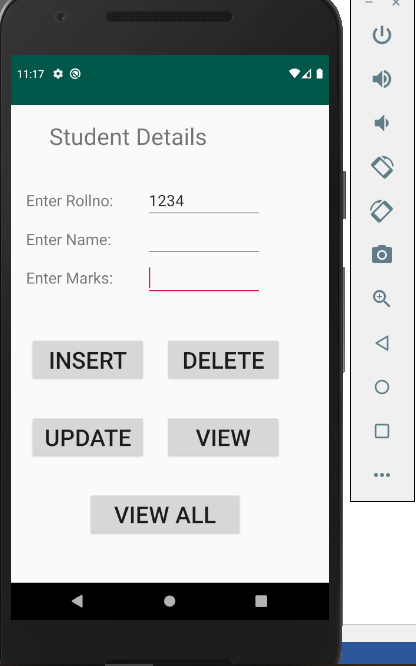 11:17
Student Details
Enter Rollno: 1234
Enter Name:
Enter Marks:
INSERT DELETE
UPDATE VIEW
VIEW ALL